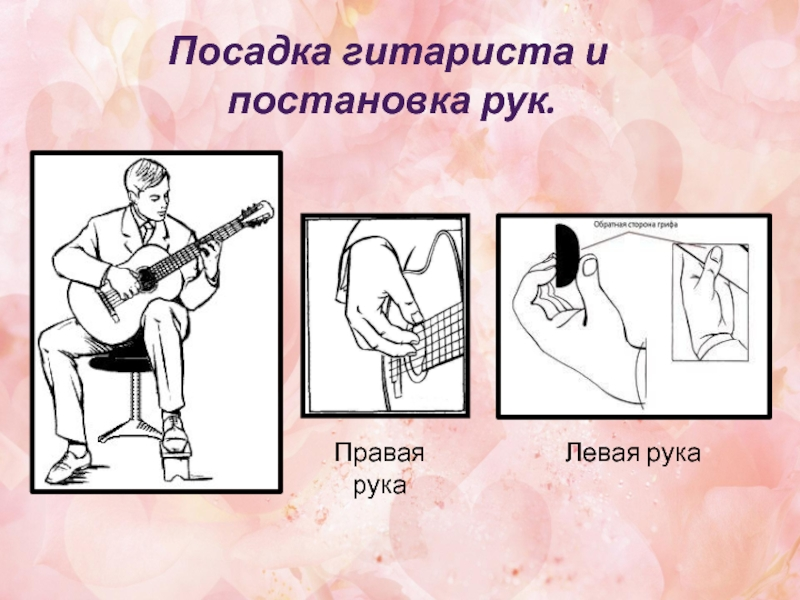 Посадка гитариста и
постановка рук.
Обратная сторона грифа
Правая
рука
Левая рука